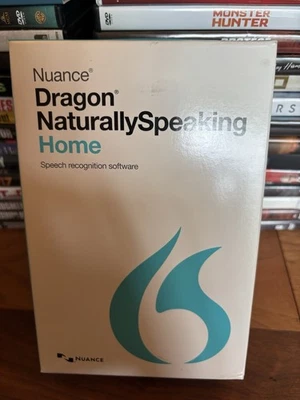 MONSTER
HUNTER
Nuance®
Dragon®
NaturallySpeaking
Home
Speech recognition software
NUANCE